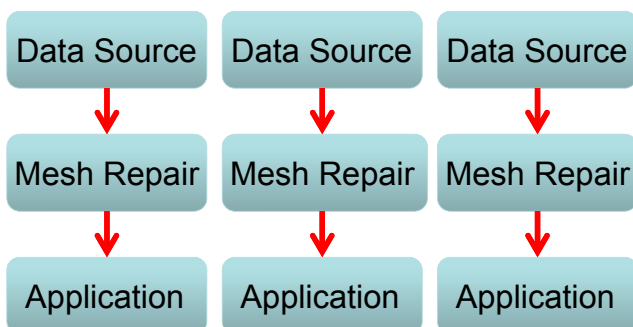 Data Source Data Source Data Source
Mesh Repair Mesh Repair Mesh Repair
Application Application Application